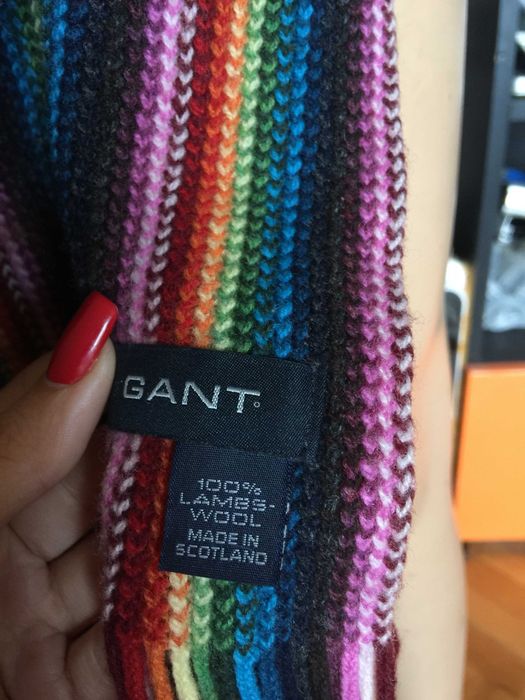 GANT
100%
LAMBS-
WOOL
MADE IN
SCOTLAND